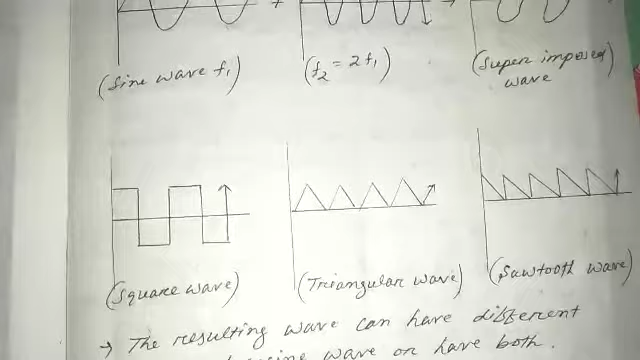 +
(Sine wave f₁)
(f₂ = 2f₁)
(Super imposed wave
(Square wave)
(Triangular wave)
(Sawtooth wave)
→ The resulting wave can have different
sine wave or have both.